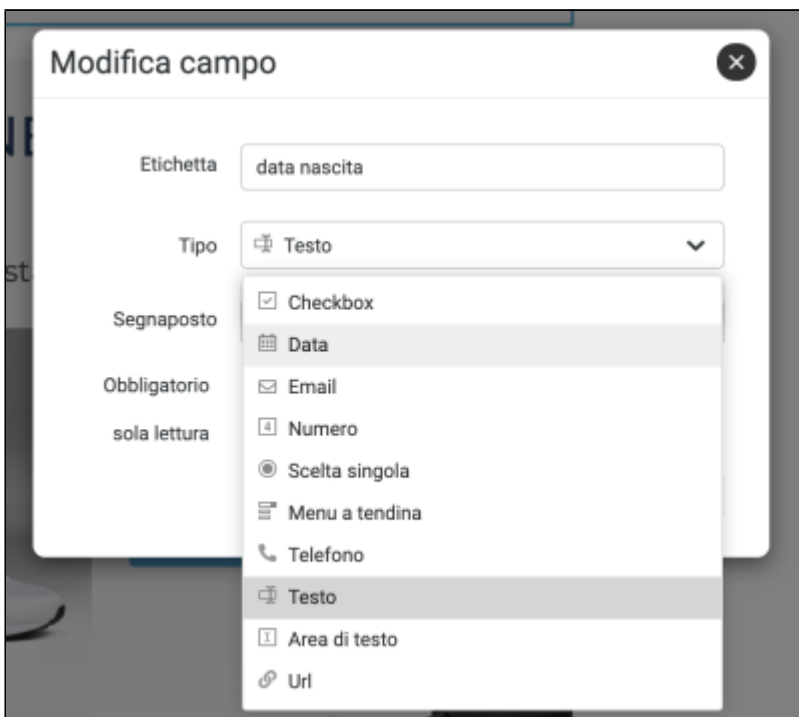 Modifica campo
Etichetta data nascita
Tipo Testo
Segnaposto
Obbligatorio
sola lettura
Checkbox
Data
Email
4 Numero
Scelta singola
Menu a tendina
Telefono
Testo
Area di testo
Url